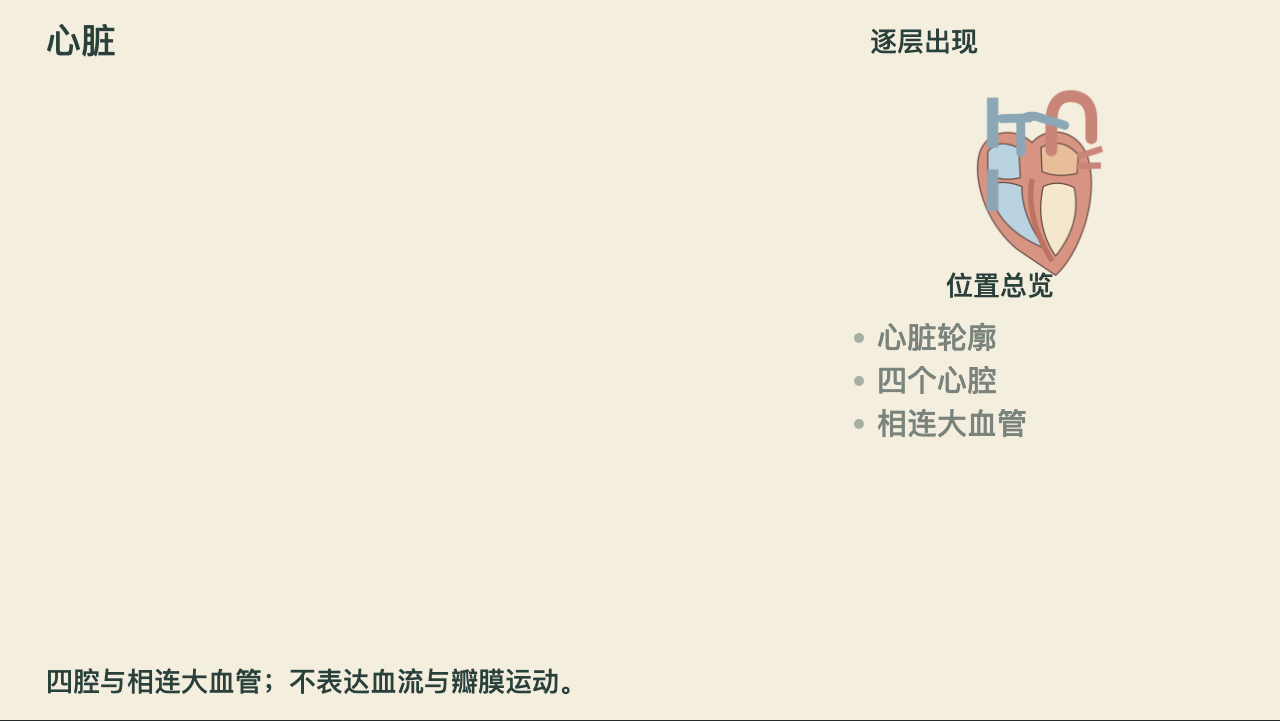 心脏
逐层出现
位置总览
心脏轮廓
四个心腔
相连大血管
四腔与相连大血管；不表达血流与瓣膜运动。